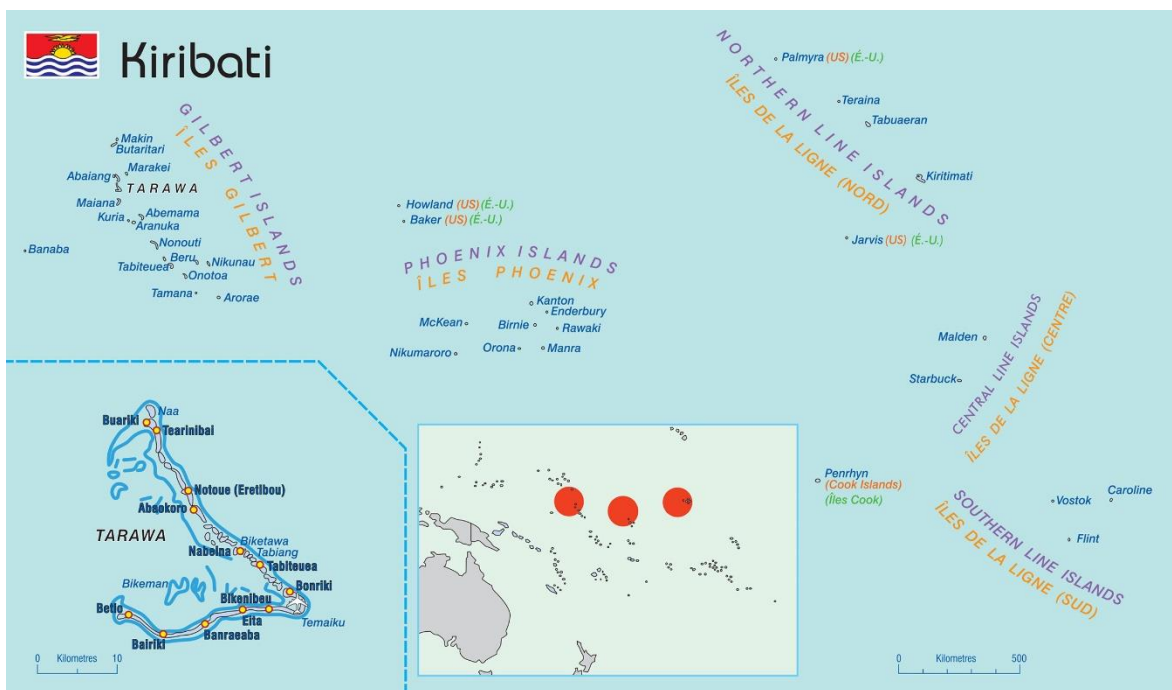 Kiribati
GILBERT ISLANDS
ÎLES GILBERT
Makin
Butaritari
Marakei
Abaiang
TARAWA
Maiana
Abemama
Kuria
Aranuka
Nonouti
Banaba
Beru
Nikunau
Tabiteuea
Onotoa
Tamana
Arorae
Howland (US) (É.-U.)
Baker (US) (É.-U.)
PHOENIX ISLANDS
ÎLES PHOENIX
Kanton
Enderbury
McKean
Birnie
Rawaki
Nikumaroro
Orona
Manra
NORTHERN LINE ISLANDS
ÎLES DE LA LIGNE (NORD)
Palmyra (US) (É.-U.)
Teraina
Tabuaeran
Kiritimati
Jarvis (US) (É.-U.)
CENTRAL LINE ISLANDS
ÎLES DE LA LIGNE (CENTRE)
Malden
Starbuck
Penrhyn
(Cook Islands)
(Îles Cook)
SOUTHERN LINE ISLANDS
ÎLES DE LA LIGNE (SUD)
Vostok
Caroline
Flint
Naa
Buariki
Tearinibai
Notoue (Eretibou)
Abaokoro
TARAWA
Biketawa
Nabeina
Tabiang
Tabiteuea
Bikeman
Bonriki
Bikenibeu
Betio
Eita
Temaiku
Banraeaba
Bairiki
0 Kilometres 10
0 Kilometres 500